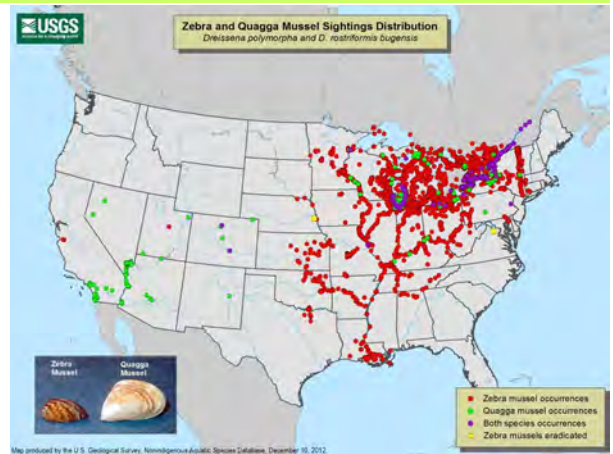 USGS
science for a changing world
Zebra and Quagga Mussel Sightings Distribution
Dreissena polymorpha and D. rostriformis bugensis
Zebra
Mussel
Quagga
Mussel
Zebra mussel occurrences
Quagga mussel occurrences
Both species occurrences
Zebra mussels eradicated
Map produced by the U.S. Geological Survey, Nonindigenous Aquatic Species Database, December 10, 2012.